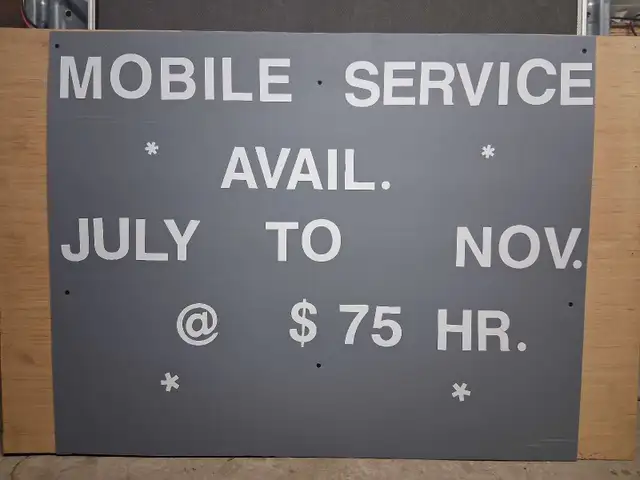 MOBILE SERVICE
* AVAIL. *
JULY TO NOV.
@ $ 75 HR.
* *